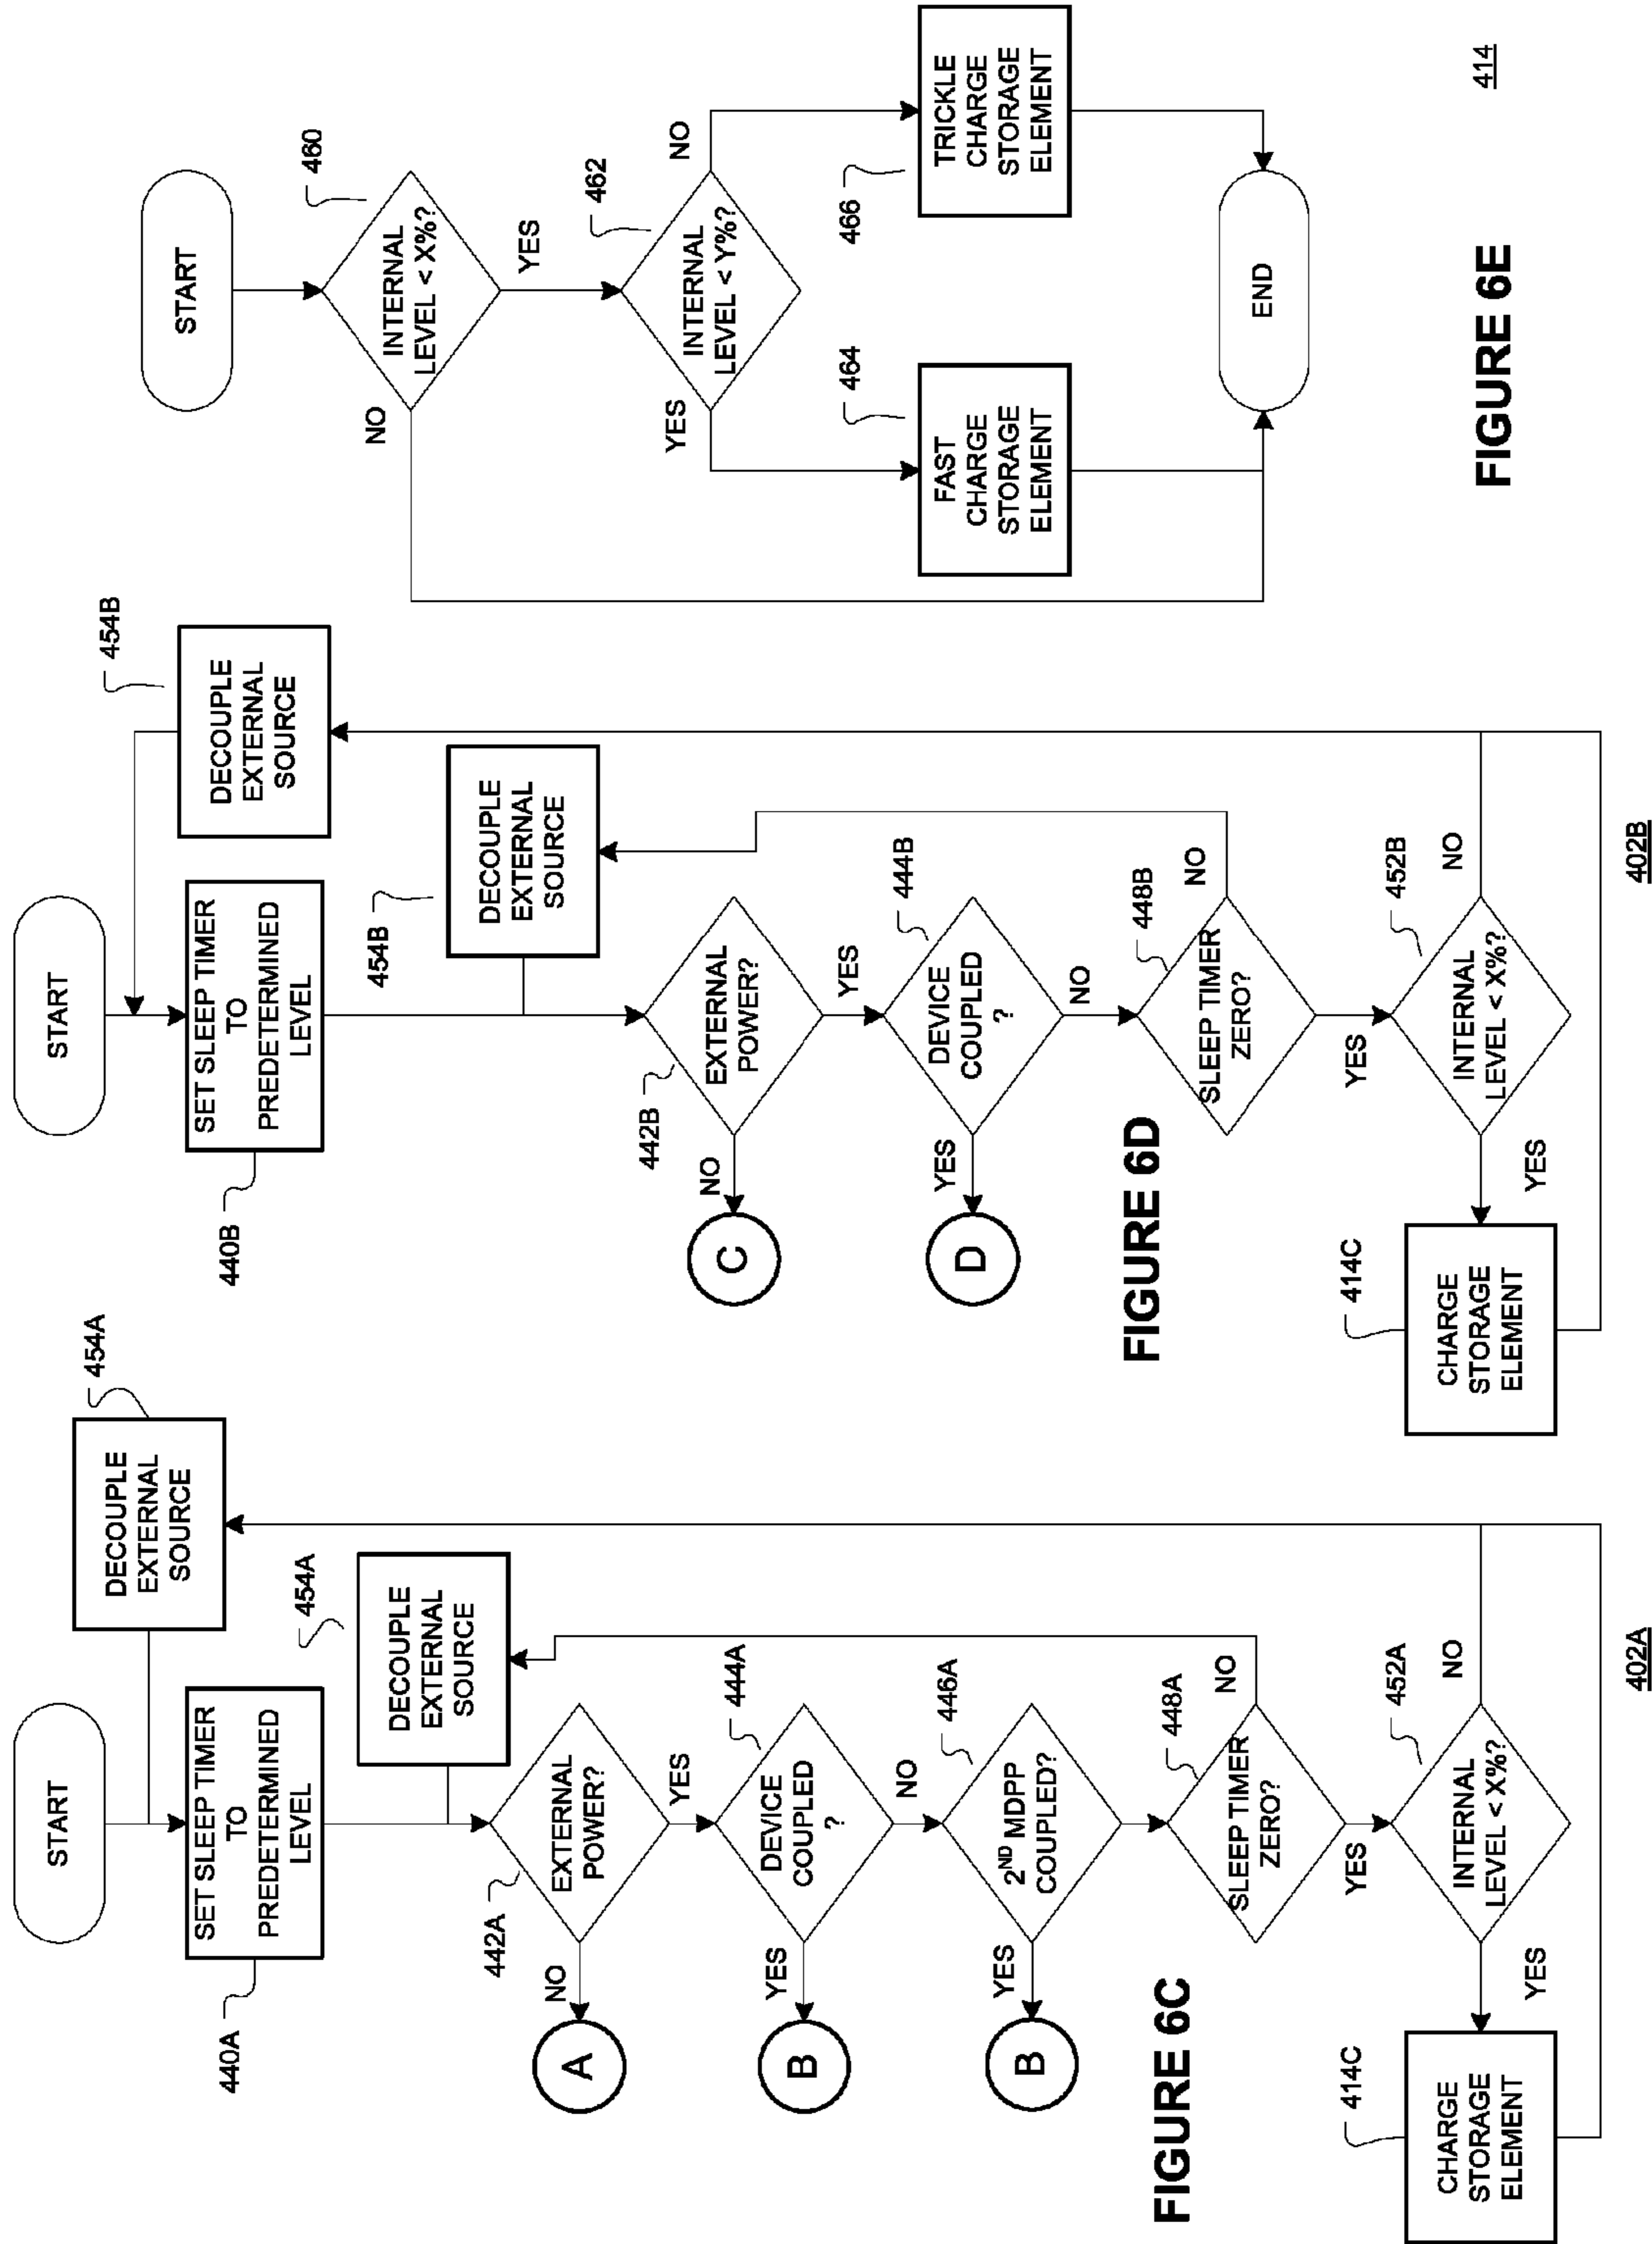 START
454A
DECOUPLE
EXTERNAL
SOURCE
440A
SET SLEEP TIMER
TO
PREDETERMINED
LEVEL
454A
DECOUPLE
EXTERNAL
SOURCE
442A
EXTERNAL
POWER?
NO
A
YES
444A
DEVICE
COUPLED
?
YES
B
NO
446A
2ND MDPP
COUPLED?
YES
B
448A
SLEEP TIMER
ZERO?
NO
YES
452A
INTERNAL
LEVEL < X%?
NO
YES
414C
CHARGE
STORAGE
ELEMENT
FIGURE 6C
402A
START
454B
DECOUPLE
EXTERNAL
SOURCE
440B
SET SLEEP TIMER
TO
PREDETERMINED
LEVEL
454B
DECOUPLE
EXTERNAL
SOURCE
442B
EXTERNAL
POWER?
NO
C
YES
444B
DEVICE
COUPLED
?
YES
D
NO
448B
SLEEP TIMER
ZERO?
NO
YES
452B
INTERNAL
LEVEL < X%?
NO
YES
414C
CHARGE
STORAGE
ELEMENT
FIGURE 6D
402B
START
460
INTERNAL
LEVEL < X%?
NO
YES
462
INTERNAL
LEVEL < Y%?
YES
NO
464
FAST
CHARGE
STORAGE
ELEMENT
466
TRICKLE
CHARGE
STORAGE
ELEMENT
END
FIGURE 6E
414